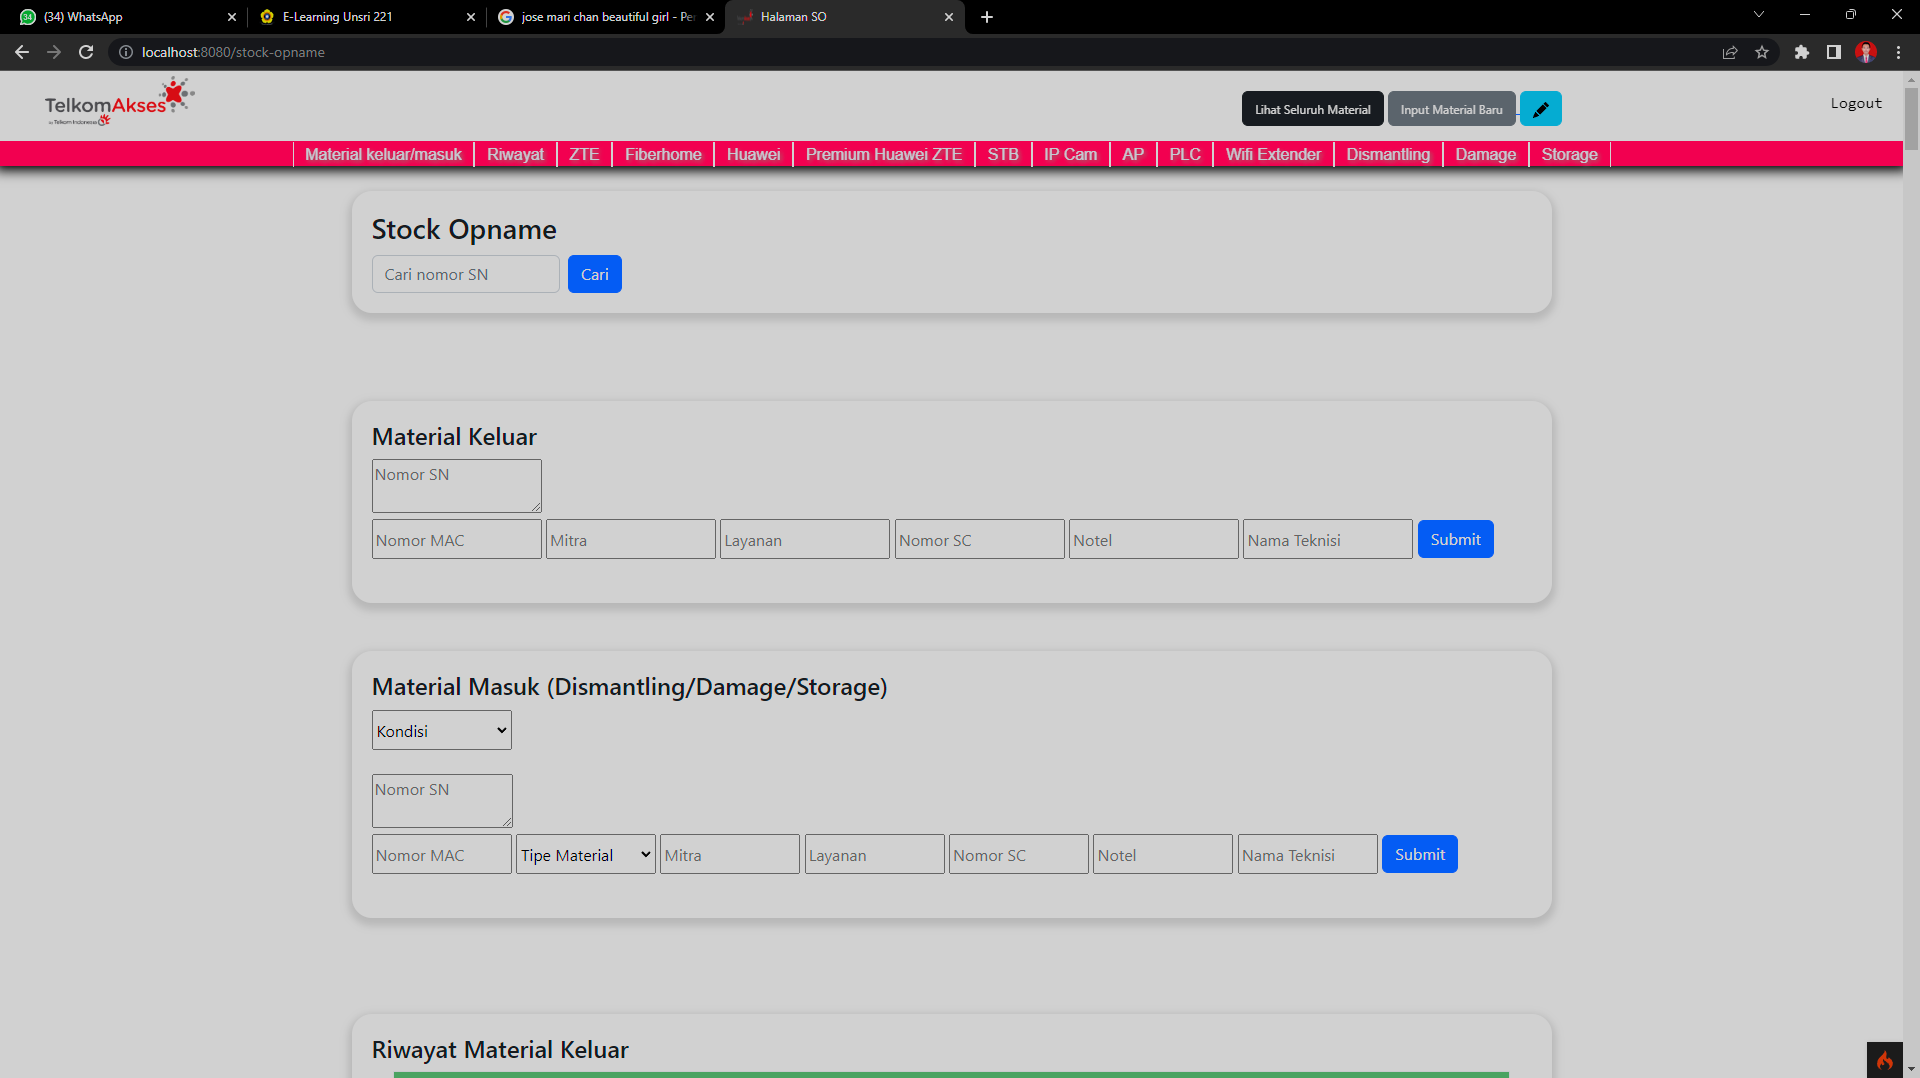 (34) WhatsApp
E-Learning Unsri 221
jose mari chan beautiful girl - Pe
Halaman SO
localhost:8080/stock-opname
TelkomAkses
by Telkom Indonesia
Lihat Seluruh Material
Input Material Baru
Logout
Material keluar/masuk
Riwayat
ZTE
Fiberhome
Huawei
Premium Huawei ZTE
STB
IP Cam
AP
PLC
Wifi Extender
Dismantling
Damage
Storage
Stock Opname
Cari nomor SN
Cari
Material Keluar
Nomor SN
Nomor MAC
Mitra
Layanan
Nomor SC
Notel
Nama Teknisi
Submit
Material Masuk (Dismantling/Damage/Storage)
Kondisi
Nomor SN
Nomor MAC
Tipe Material
Mitra
Layanan
Nomor SC
Notel
Nama Teknisi
Submit
Riwayat Material Keluar